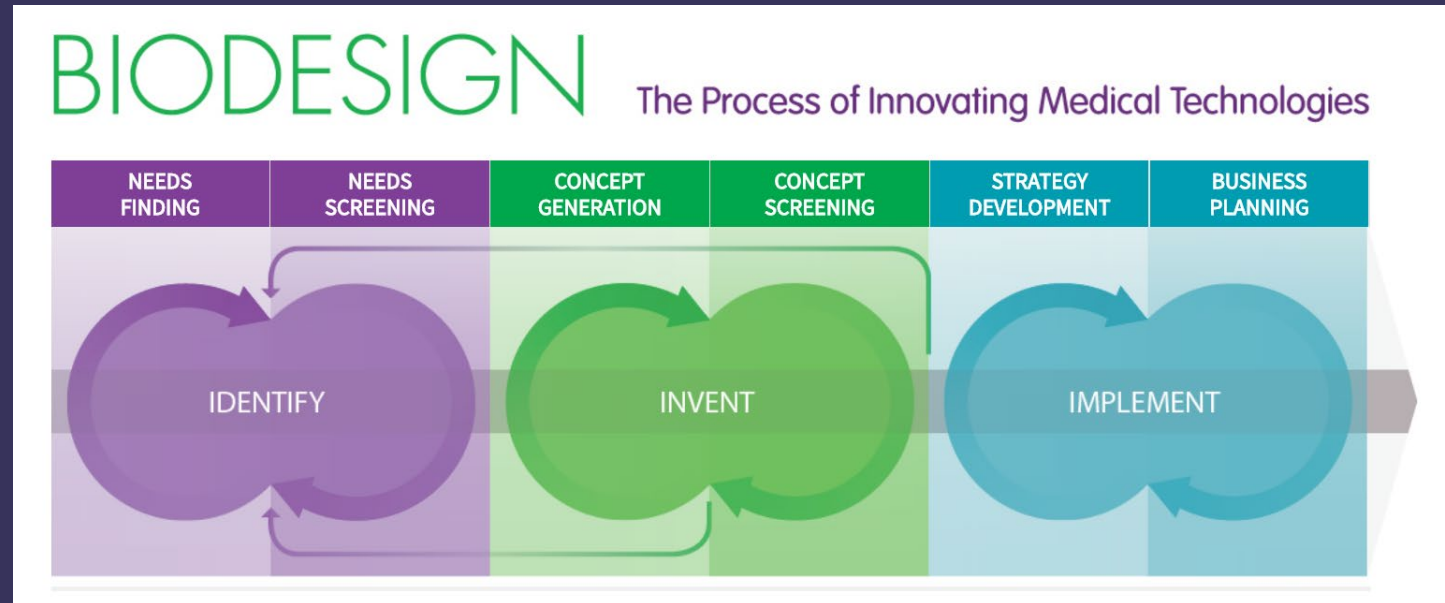 BIODESIGN The Process of Innovating Medical Technologies
NEEDS FINDING
NEEDS SCREENING
CONCEPT GENERATION
CONCEPT SCREENING
STRATEGY DEVELOPMENT
BUSINESS PLANNING
IDENTIFY
INVENT
IMPLEMENT